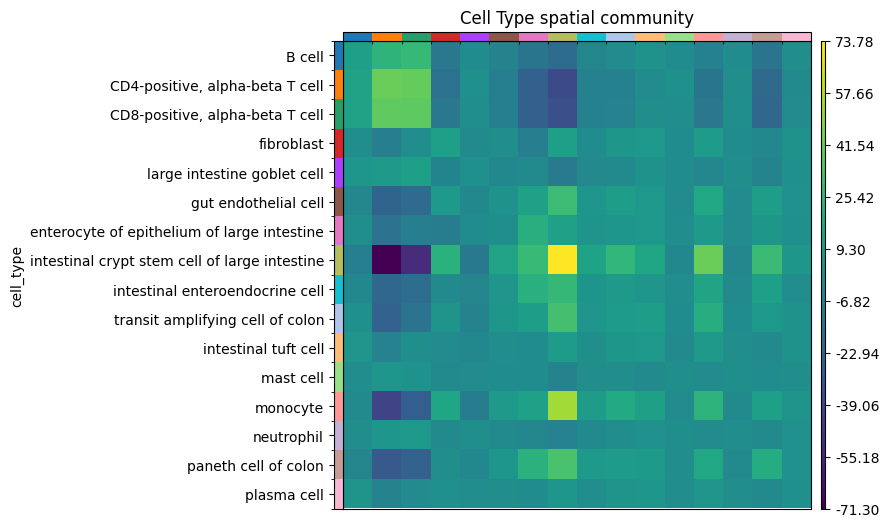 Cell Type spatial community
B cell
CD4-positive, alpha-beta T cell
CD8-positive, alpha-beta T cell
fibroblast
large intestine goblet cell
gut endothelial cell
enterocyte of epithelium of large intestine
intestinal crypt stem cell of large intestine
intestinal enteroendocrine cell
transit amplifying cell of colon
intestinal tuft cell
mast cell
monocyte
neutrophil
paneth cell of colon
plasma cell
cell_type
73.78
57.66
41.54
25.42
9.30
-6.82
-22.94
-39.06
-55.18
-71.30